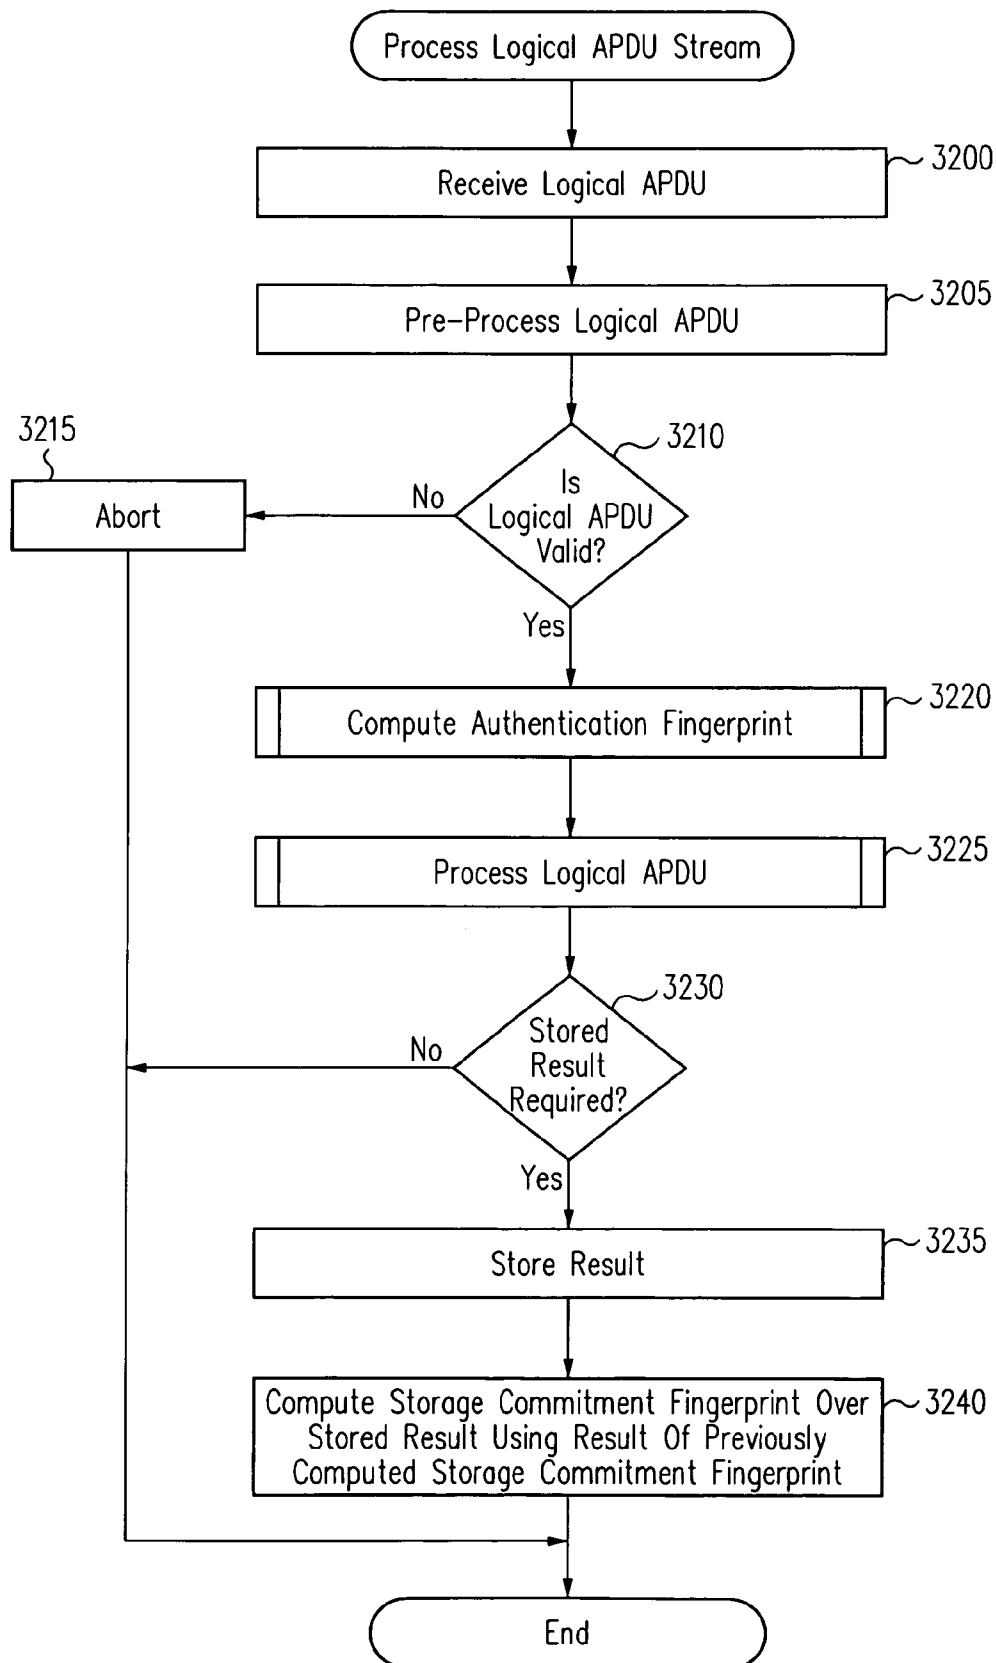 Process Logical APDU Stream
3200
Receive Logical APDU
3205
Pre-Process Logical APDU
3215
3210
Abort
No
Is
Logical APDU
Valid?
Yes
3220
Compute Authentication Fingerprint
3225
Process Logical APDU
3230
No
Stored
Result
Required?
Yes
3235
Store Result
3240
Compute Storage Commitment Fingerprint Over
Stored Result Using Result Of Previously
Computed Storage Commitment Fingerprint
End